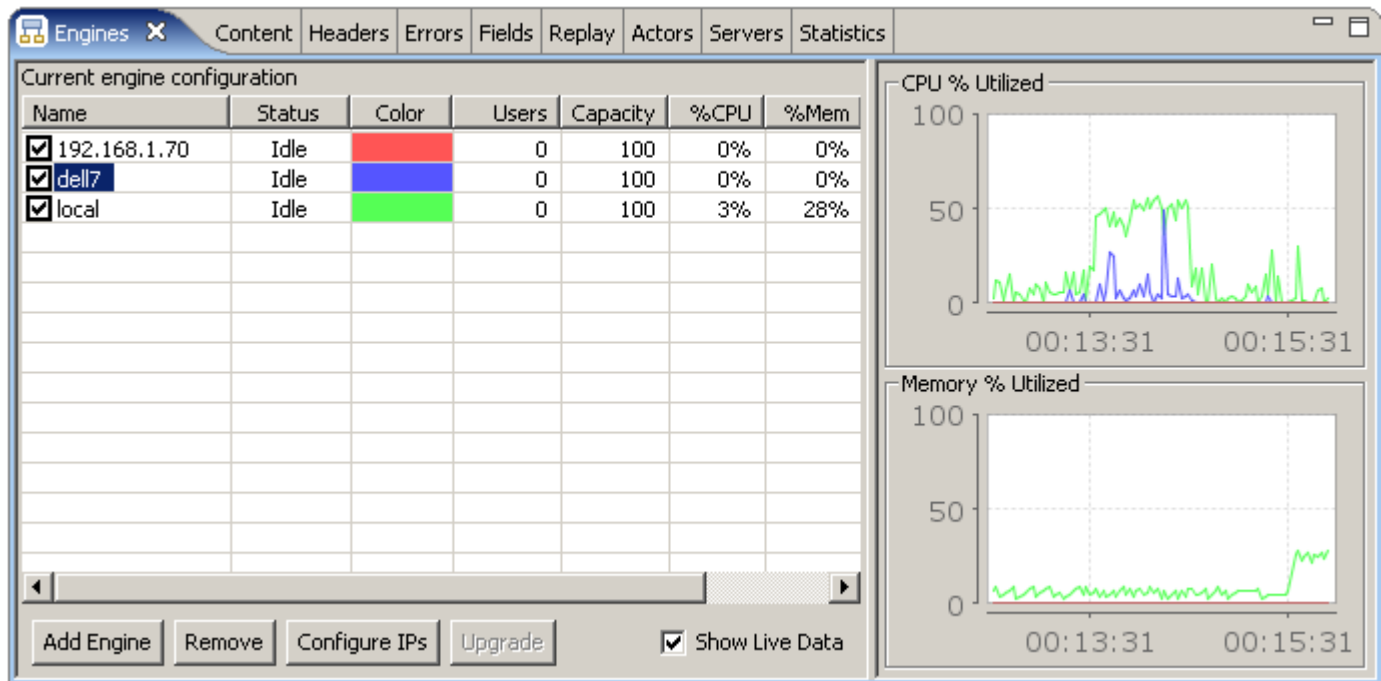 Engines Content Headers Errors Fields Replay Actors Servers Statistics
Current engine configuration
Name Status Color Users Capacity %CPU %Mem
192.168.1.70 Idle 0 100 0% 0%
dell7 Idle 0 100 0% 0%
local Idle 0 100 3% 28%
Add Engine Remove Configure IPs Upgrade Show Live Data
CPU % Utilized
100
50
0
00:13:31 00:15:31
Memory % Utilized
100
50
0
00:13:31 00:15:31